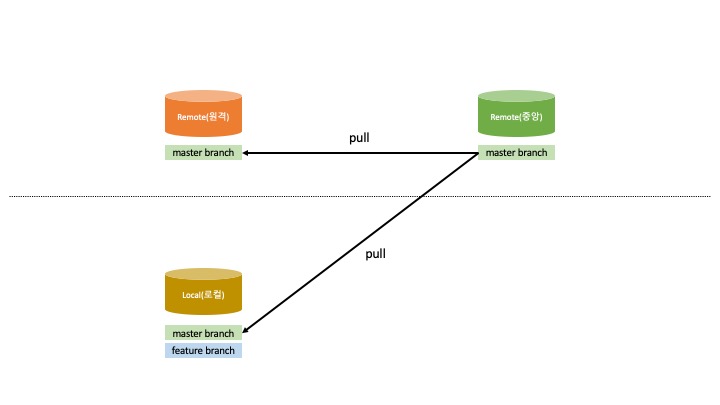 Remote(원격)
Remote(중앙)
pull
master branch
master branch
pull
Local(로컬)
master branch
feature branch